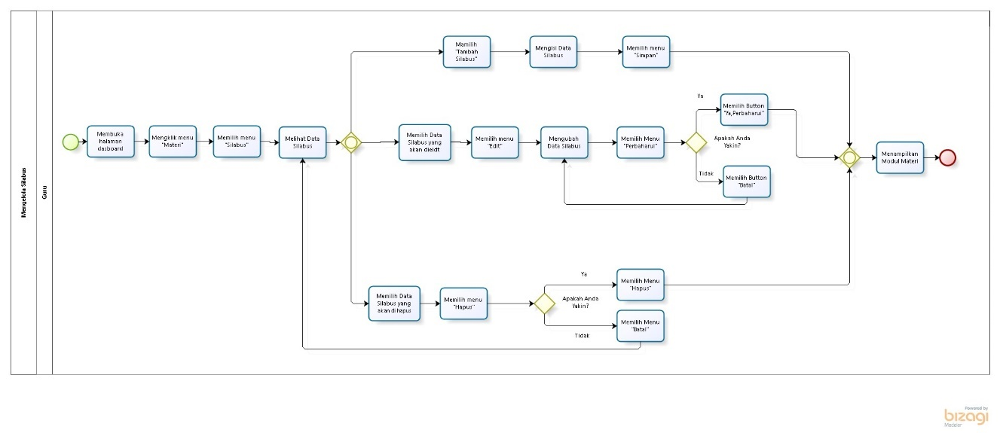 Mengelola Silabus
Guru
Membuka
halaman
dasboard
Mengklik menu
"Materi"
Memilih menu
"Silabus"
Melihat Data
Silabus
Mamilih
"Tambah
Silabus"
Mengisi Data
Silabus
Memilih menu
"Simpan"
Memilih Data
Silabus yang
akan dieidt
Memilih menu
"Edit"
Mengubah
Data Silabus
Memilih Menu
"Perbaharui"
Apakah Anda
Yakin?
Ya
Memilih Button
"Ya,Perbaharui"
Tidak
Memilih Button
"Batal"
Memilih Data
Silabus yang
akan di hapus
Memilih menu
"Hapus"
Apakah Anda
Yakin?
Ya
Memilih Menu
"Hapus"
Tidak
Memilih Menu
"Batal"
Menampilkan
Modul Materi
Powered by
bizagi
Modeler